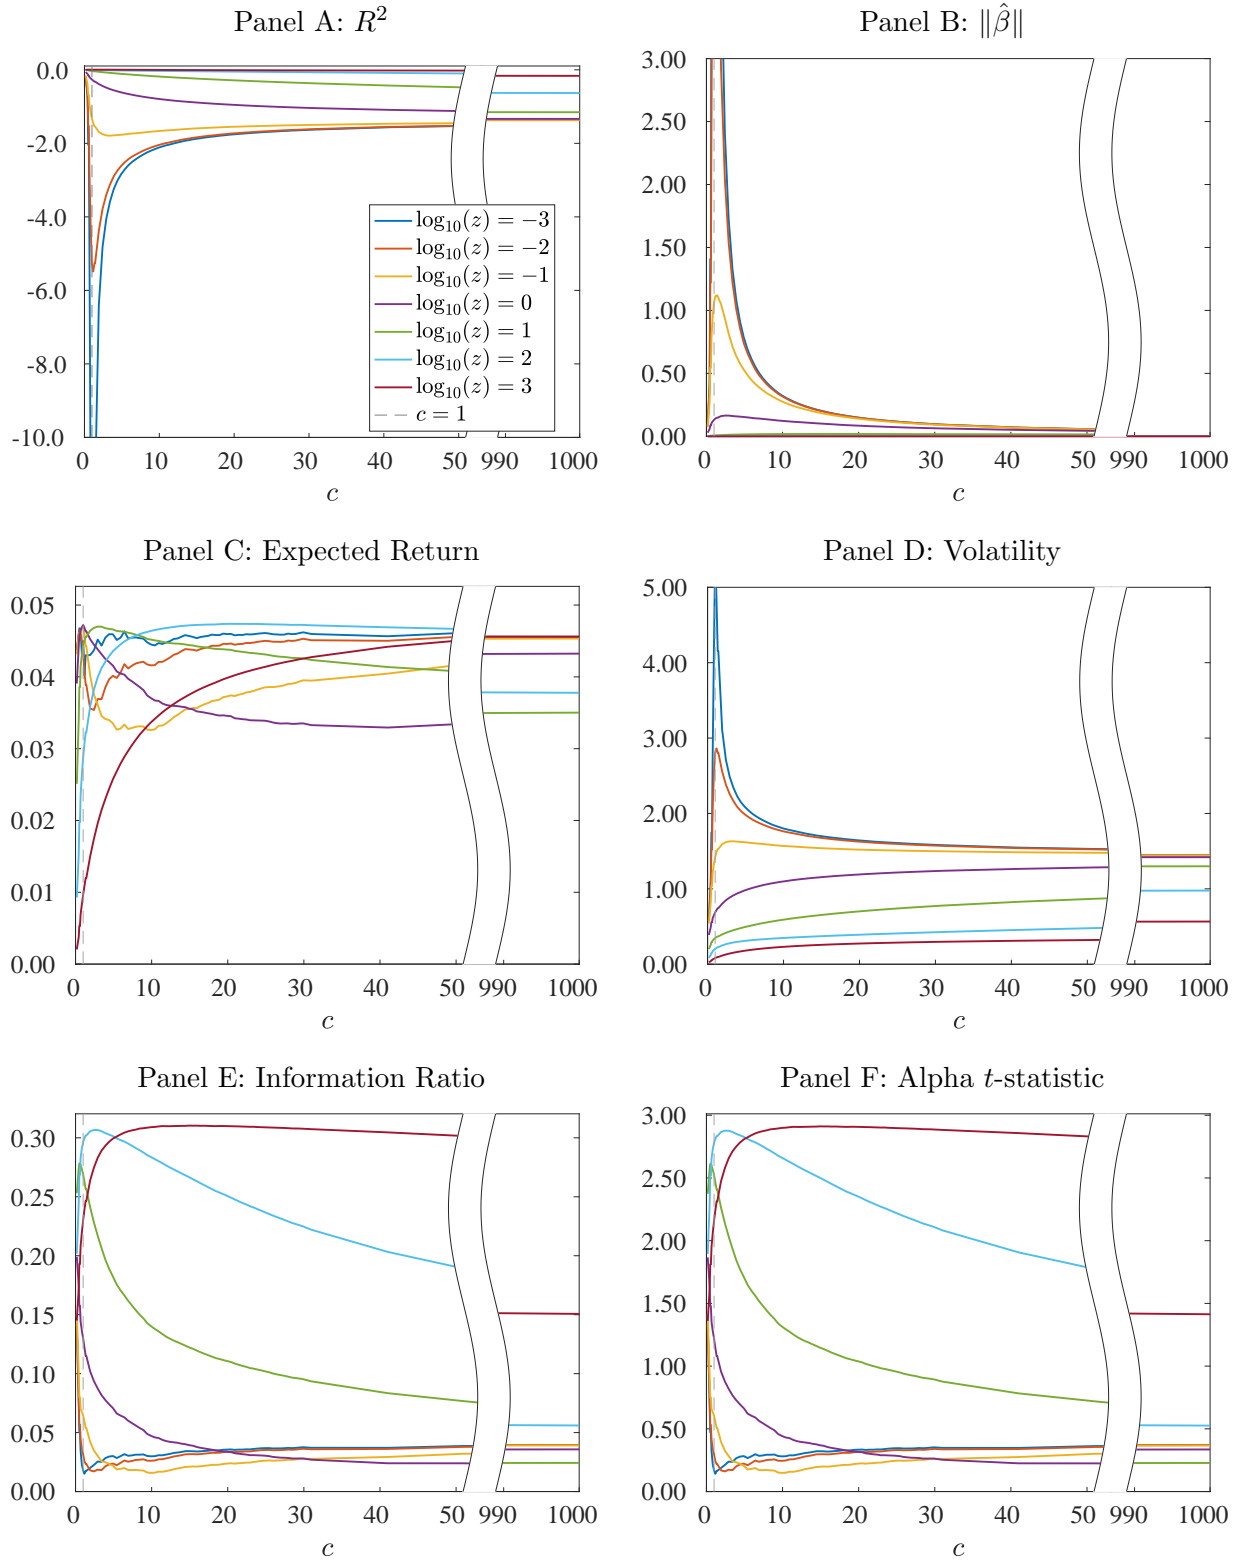 Panel A: R²
0.0
-2.0
-4.0
-6.0
-8.0
-10.0
log₁₀(z) = −3
log₁₀(z) = −2
log₁₀(z) = −1
log₁₀(z) = 0
log₁₀(z) = 1
log₁₀(z) = 2
log₁₀(z) = 3
c = 1
0 10 20 30 40 50 990 1000
c
Panel B: ‖β̂‖
3.00
2.50
2.00
1.50
1.00
0.50
0.00
0 10 20 30 40 50 990 1000
c
Panel C: Expected Return
0.05
0.04
0.03
0.02
0.01
0.00
0 10 20 30 40 50 990 1000
c
Panel D: Volatility
5.00
4.00
3.00
2.00
1.00
0.00
0 10 20 30 40 50 990 1000
c
Panel E: Information Ratio
0.30
0.25
0.20
0.15
0.10
0.05
0.00
0 10 20 30 40 50 990 1000
c
Panel F: Alpha t-statistic
3.00
2.50
2.00
1.50
1.00
0.50
0.00
0 10 20 30 40 50 990 1000
c